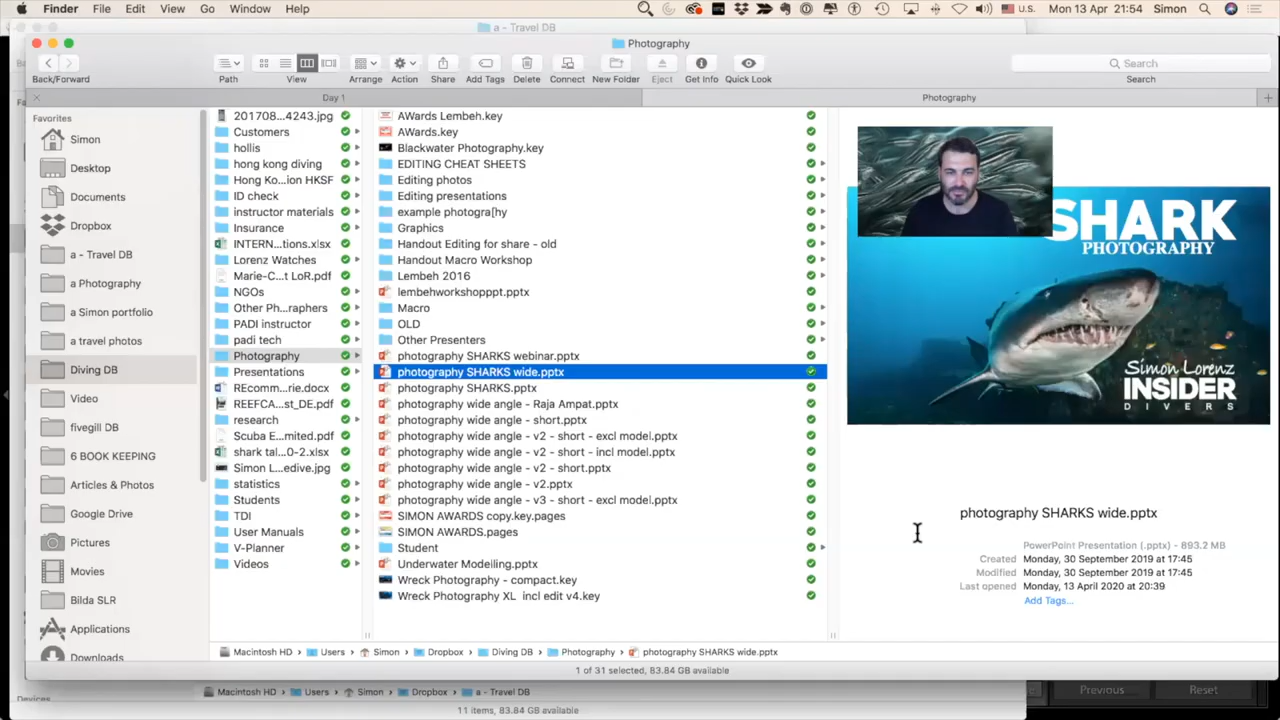 Finder File Edit View Go Window Help U.S. Mon 13 Apr 21:54 Simon
a - Travel DB
Photography
Back/Forward Path View Arrange Action Share Add Tags Delete Connect New Folder Eject Get Info Quick Look Search
Search
Day 1 Photography
Favorites
Simon
Desktop
Documents
Dropbox
a - Travel DB
a Photography
a Simon portfolio
a travel photos
Diving DB
Video
fivegill DB
6 BOOK KEEPING
Articles & Photos
Google Drive
Pictures
Movies
Bilda SLR
Applications
Downloads
Devices
201708...4243.jpg
Customers
hollis
hong kong diving
Hong Ko...ion HKSF
ID check
instructor materials
Insurance
INTERN...tions.xlsx
Lorenz Watches
Marie-C...t LoR.pdf
NGOs
Other Ph...raphers
PADI instructor
padi tech
Photography
Presentations
REcomm...rie.docx
REEFCA...st_DE.pdf
research
Scuba E...mited.pdf
shark tal...0-2.xlsx
Simon L...edive.jpg
statistics
Students
TDI
User Manuals
V-Planner
Videos
AWards Lembeh.key
AWards.key
Blackwater Photography.key
EDITING CHEAT SHEETS
Editing photos
Editing presentations
example photogra[hy
Graphics
Handout Editing for share - old
Handout Macro Workshop
Lembeh 2016
lembehworkshopppt.pptx
Macro
OLD
Other Presenters
photography SHARKS webinar.pptx
photography SHARKS wide.pptx
photography SHARKS.pptx
photography wide angle - Raja Ampat.pptx
photography wide angle - short.pptx
photography wide angle - v2 - short - excl model.pptx
photography wide angle - v2 - short - incl model.pptx
photography wide angle - v2 - short.pptx
photography wide angle - v2.pptx
photography wide angle - v3 - short - excl model.pptx
SIMON AWARDS copy.key.pages
SIMON AWARDS.pages
Student
Underwater Modelling.pptx
Wreck Photography - compact.key
Wreck Photography XL incl edit v4.key
SHARK
PHOTOGRAPHY
Simon Lorenz
INSIDER
DIVERS
photography SHARKS wide.pptx
PowerPoint Presentation (.pptx) - 893.2 MB
Created Monday, 30 September 2019 at 17:45
Modified Monday, 30 September 2019 at 17:45
Last opened Monday, 13 April 2020 at 20:39
Add Tags...
Macintosh HD Users Simon Dropbox Diving DB Photography photography SHARKS wide.pptx
1 of 31 selected, 83.84 GB available
Macintosh HD Users Simon Dropbox a - Travel DB
11 items, 83.84 GB available
Previous Reset